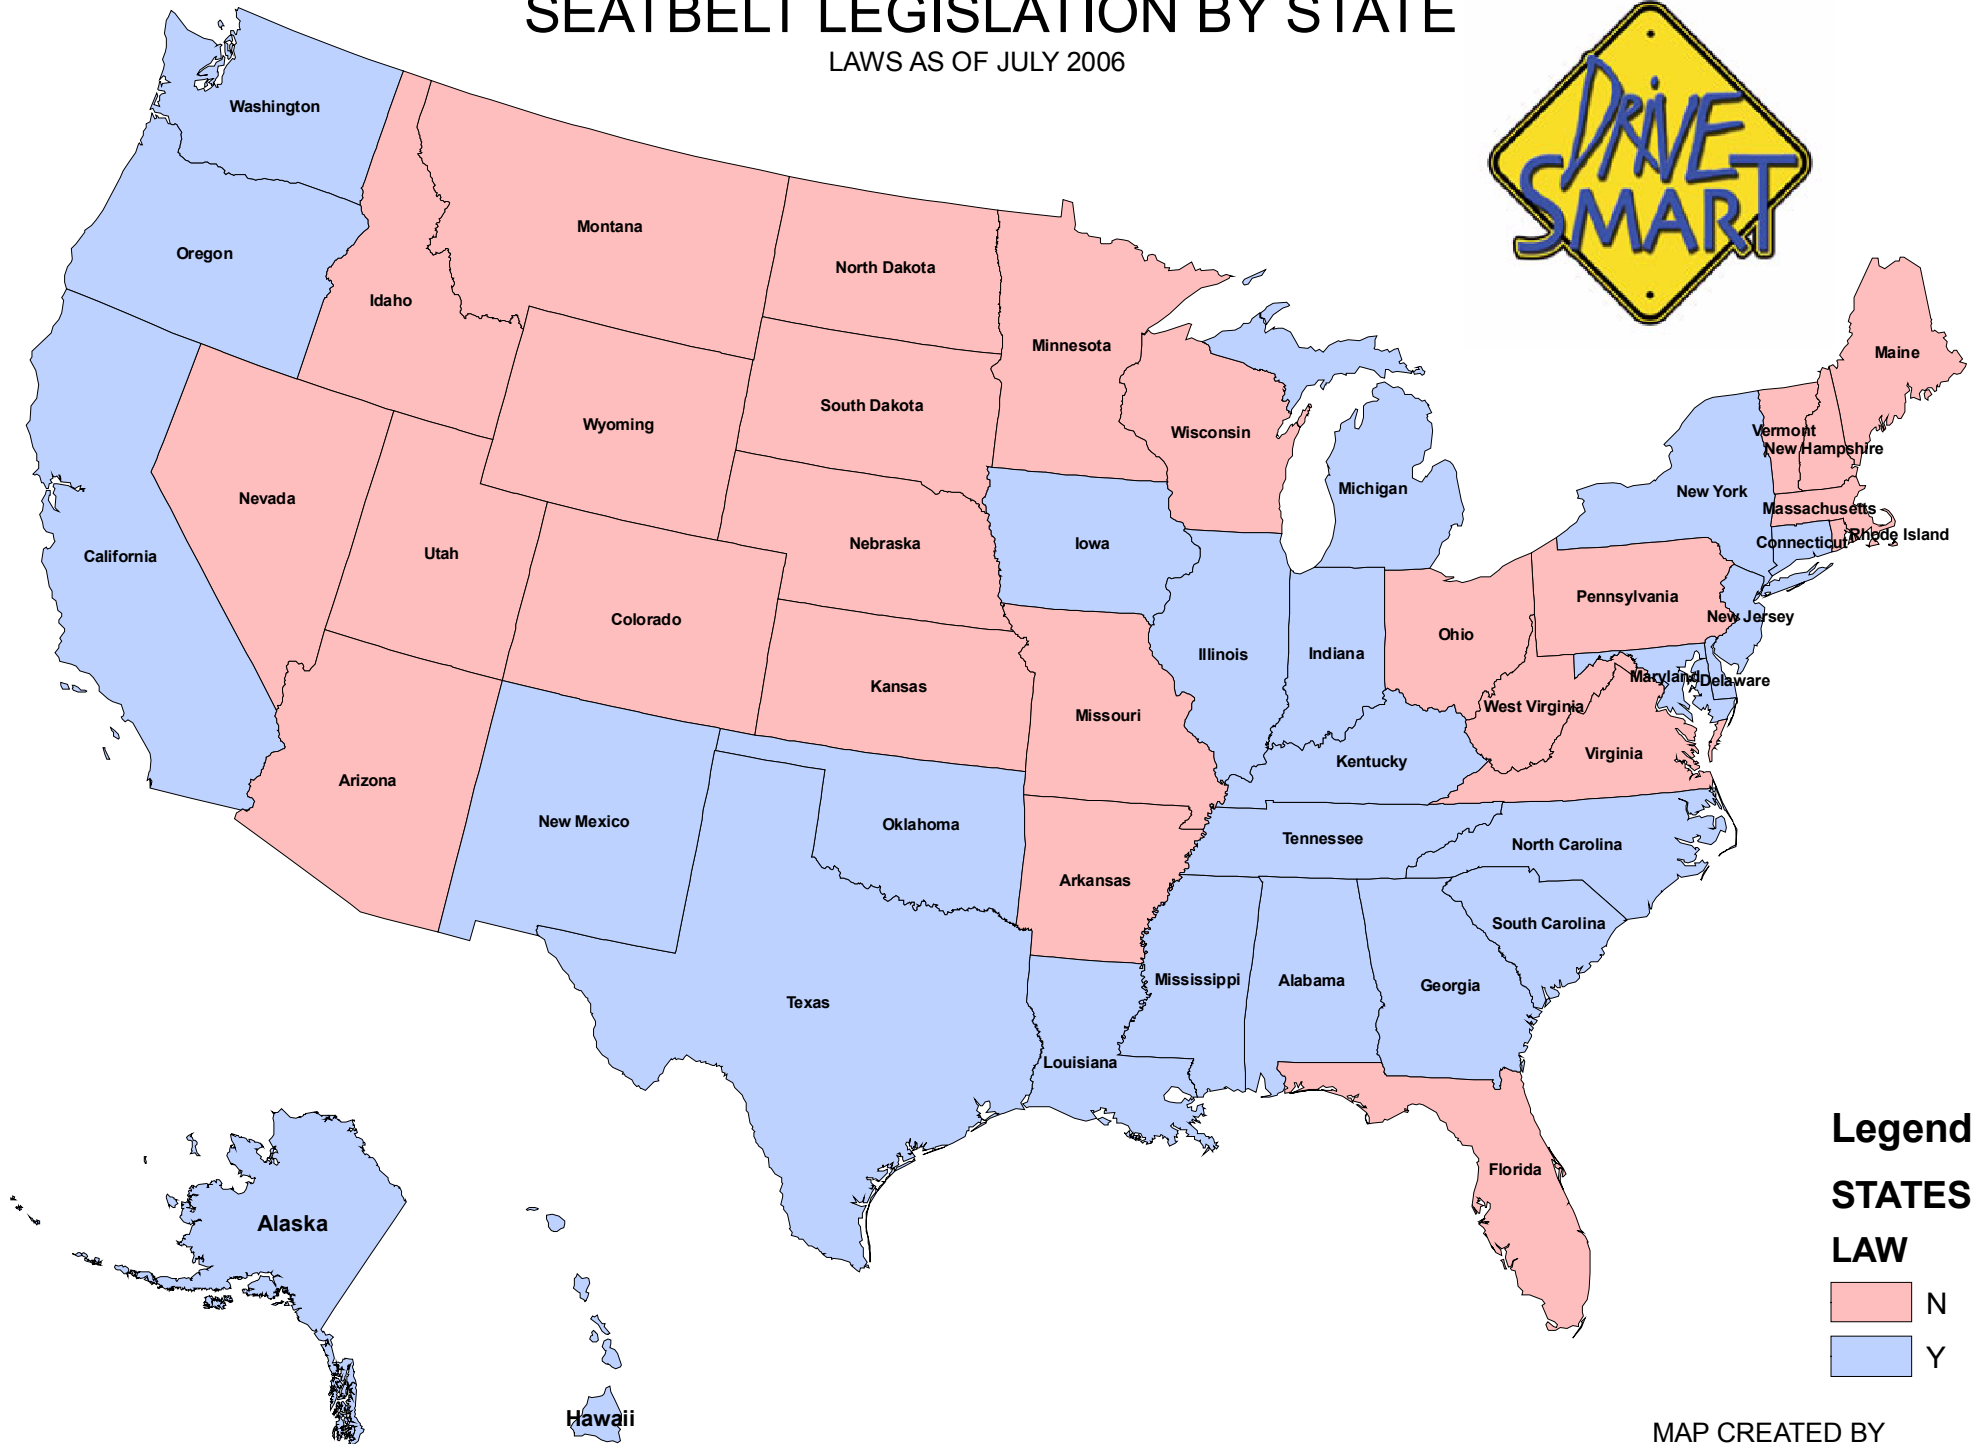 SEATBELT LEGISLATION BY STATE
LAWS AS OF JULY 2006
DRIVE
SMART
Washington
Oregon
California
Idaho
Montana
North Dakota
Minnesota
South Dakota
Wyoming
Wisconsin
Michigan
Maine
Vermont
New Hampshire
New York
Massachusetts
Rhode Island
Connecticut
Nevada
Utah
Colorado
Nebraska
Iowa
Illinois
Indiana
Ohio
Pennsylvania
New Jersey
Maryland
Delaware
Kansas
Missouri
West Virginia
Virginia
Kentucky
Arizona
New Mexico
Oklahoma
Arkansas
Tennessee
North Carolina
South Carolina
Texas
Louisiana
Mississippi
Alabama
Georgia
Florida
Alaska
Hawaii
Legend
STATES
LAW
N
Y
MAP CREATED BY